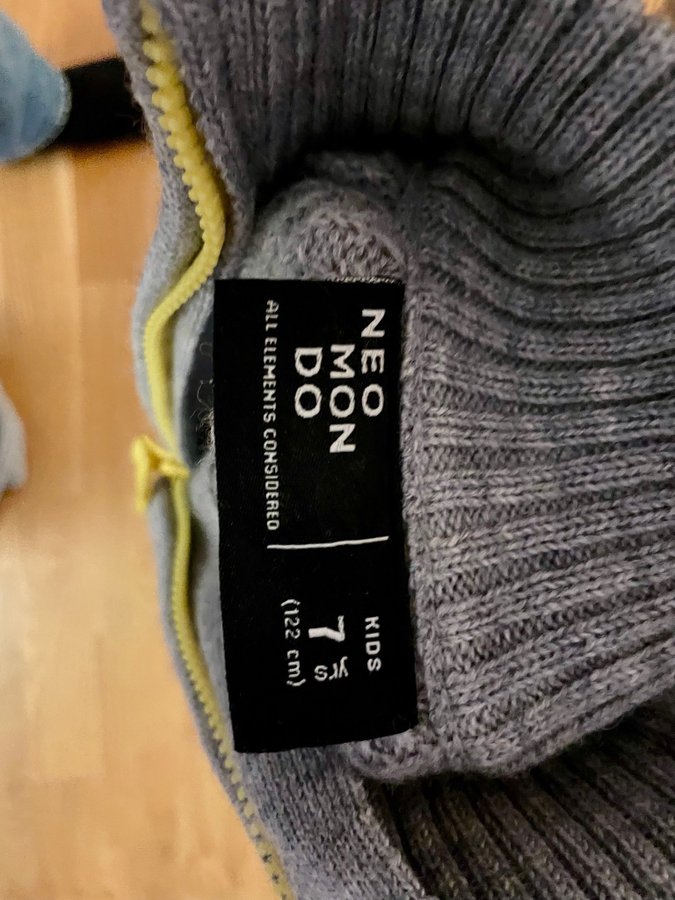 NEO
MON
DO
ALL ELEMENTS CONSIDERED
KIDS
7 yrs
(122 cm)